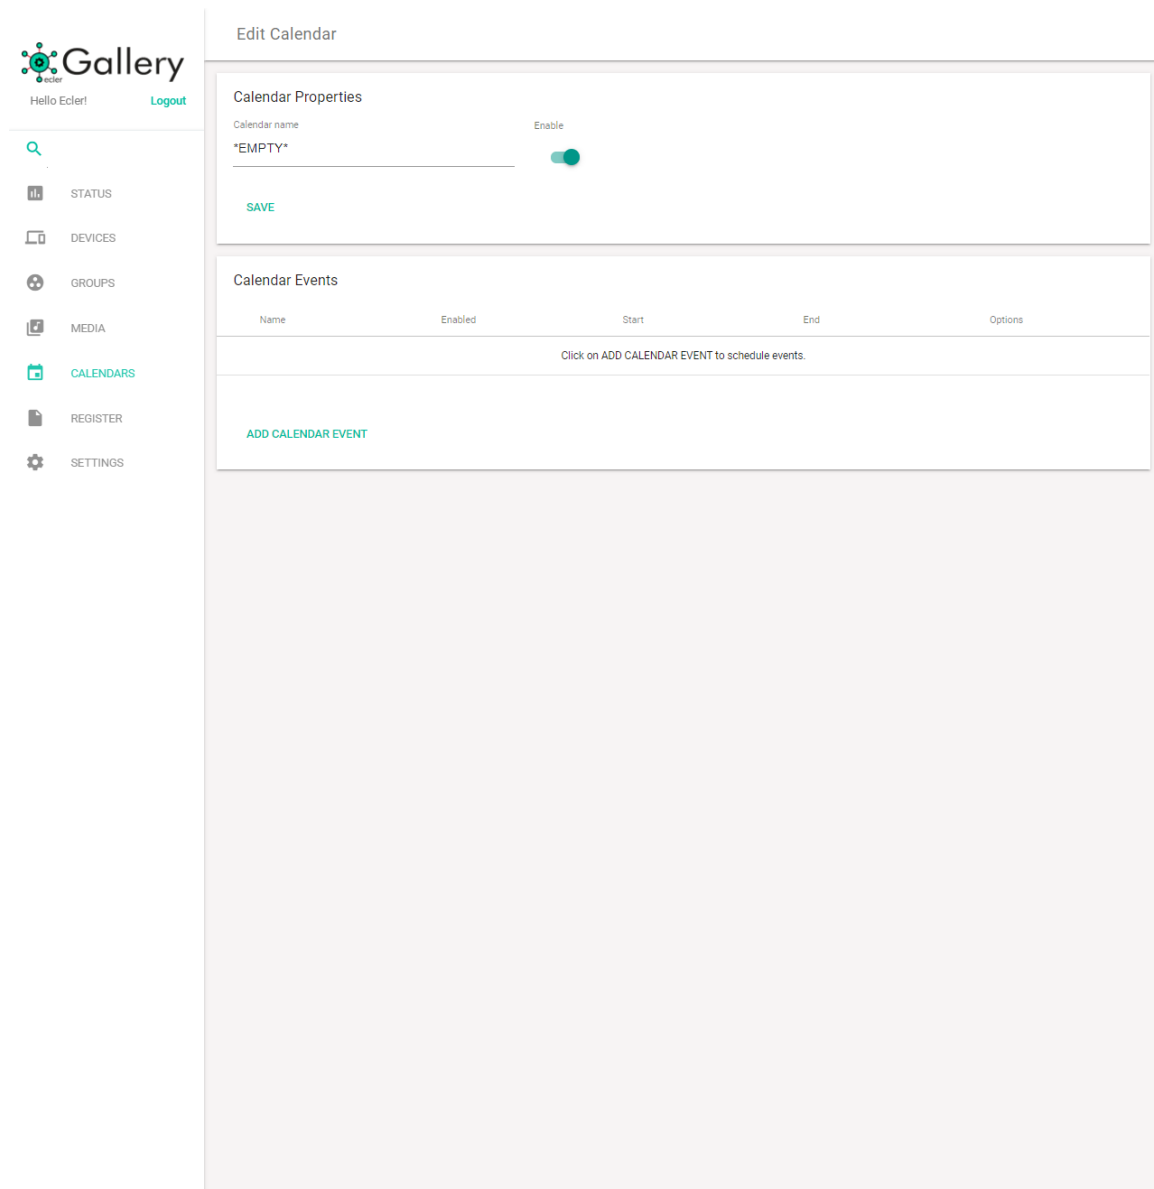 Edit Calendar
ecler
Gallery
Hello Ecler!
Logout
STATUS
DEVICES
GROUPS
MEDIA
CALENDARS
REGISTER
SETTINGS
Calendar Properties
Calendar name
Enable
*EMPTY*
SAVE
Calendar Events
Name Enabled Start End Options
Click on ADD CALENDAR EVENT to schedule events.
ADD CALENDAR EVENT